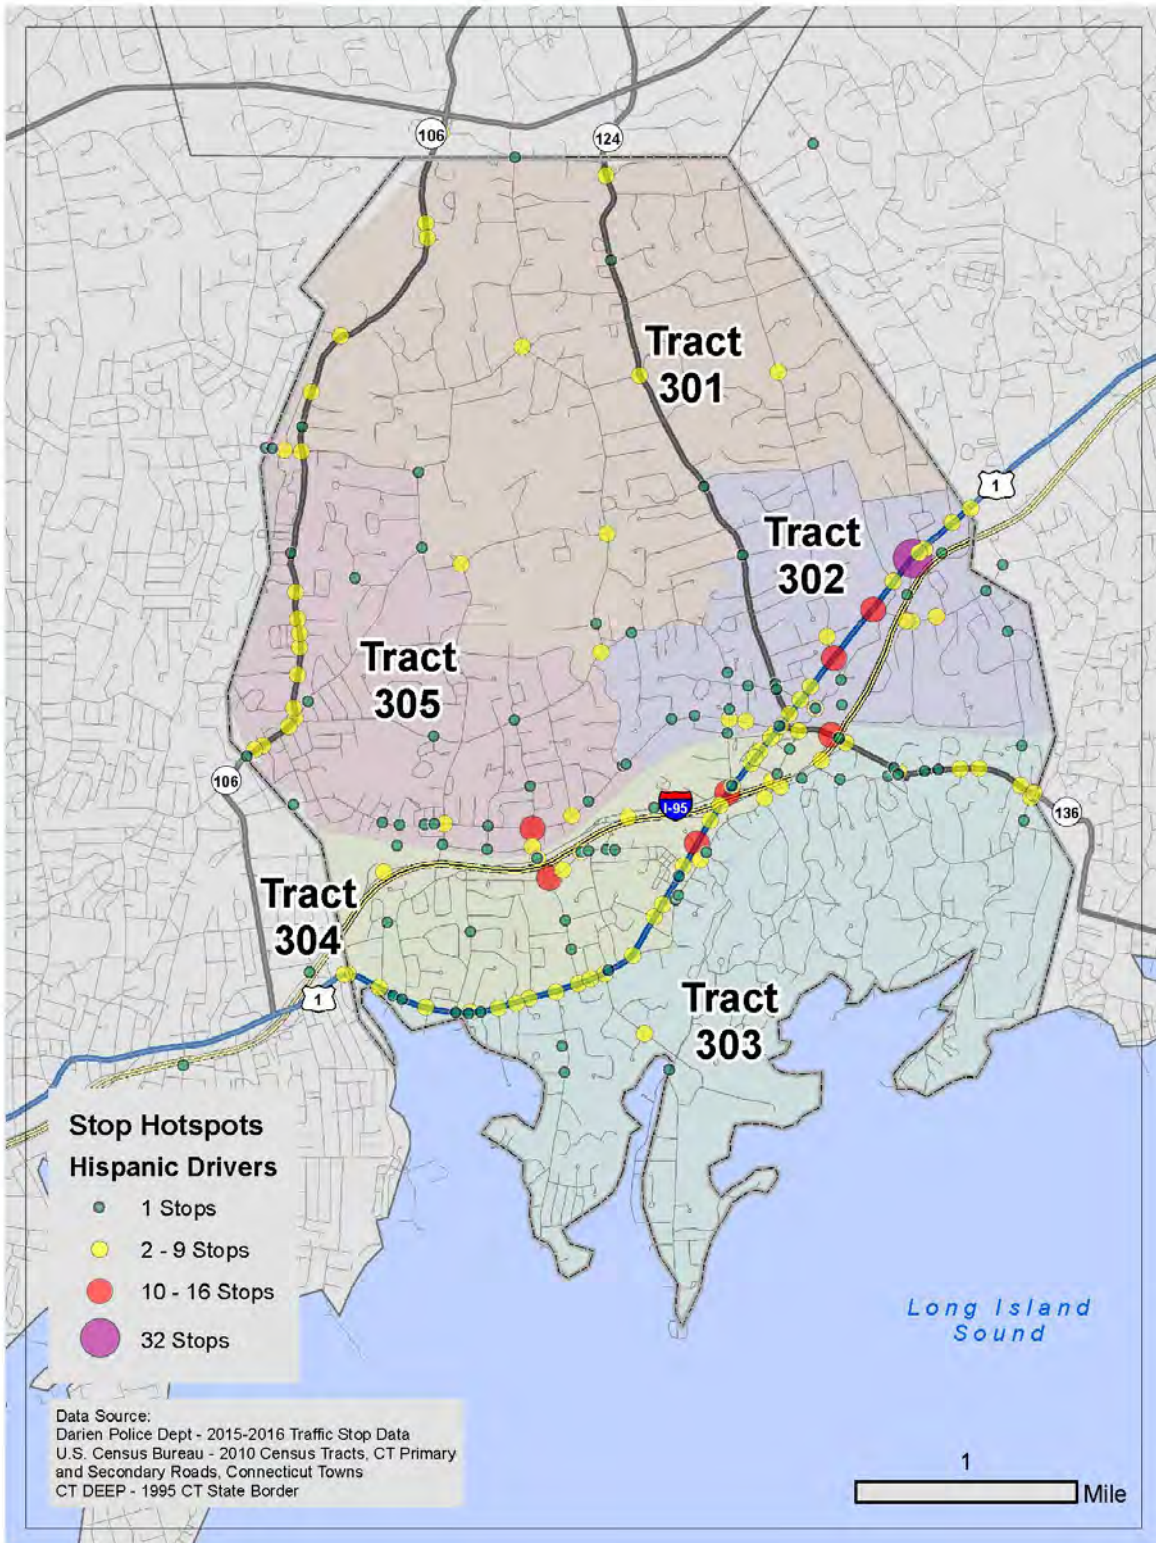 106
124
Tract
301
1
Tract
302
Tract
305
106
I-95
136
Tract
304
1
Tract
303
Stop Hotspots
Hispanic Drivers
1 Stops
2 - 9 Stops
10 - 16 Stops
32 Stops
Long Island
Sound
Data Source:
Darien Police Dept - 2015-2016 Traffic Stop Data
U.S. Census Bureau - 2010 Census Tracts, CT Primary
and Secondary Roads, Connecticut Towns
CT DEEP - 1995 CT State Border
1
Mile